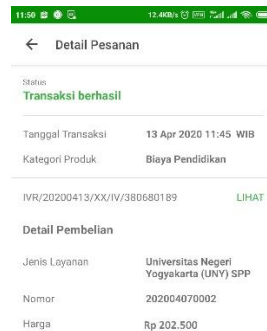 11:50 12.4KB/s
Detail Pesanan
Status
Transaksi berhasil
Tanggal Transaksi 13 Apr 2020 11:45 WIB
Kategori Produk Biaya Pendidikan
IVR/20200413/XX/IV/380680189 LIHAT
Detail Pembelian
Jenis Layanan Universitas Negeri
Yogyakarta (UNY) SPP
Nomor 202004070002
Harga Rp 202.500